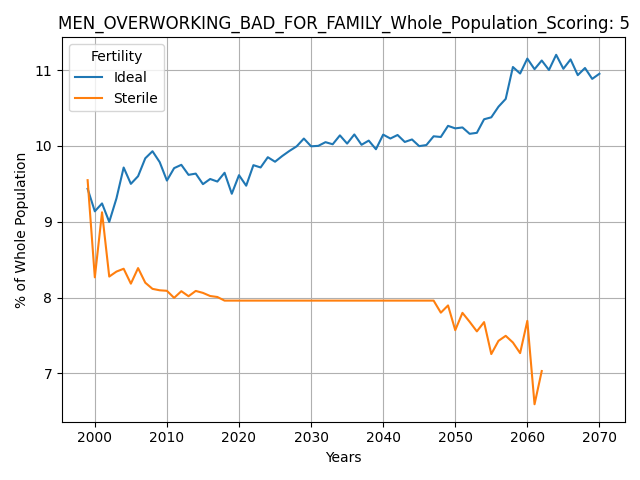 MEN_OVERWORKING_BAD_FOR_FAMILY_Whole_Population_Scoring: 5
Fertility
Ideal
Sterile
% of Whole Population
11
10
9
8
7
2000 2010 2020 2030 2040 2050 2060 2070
Years